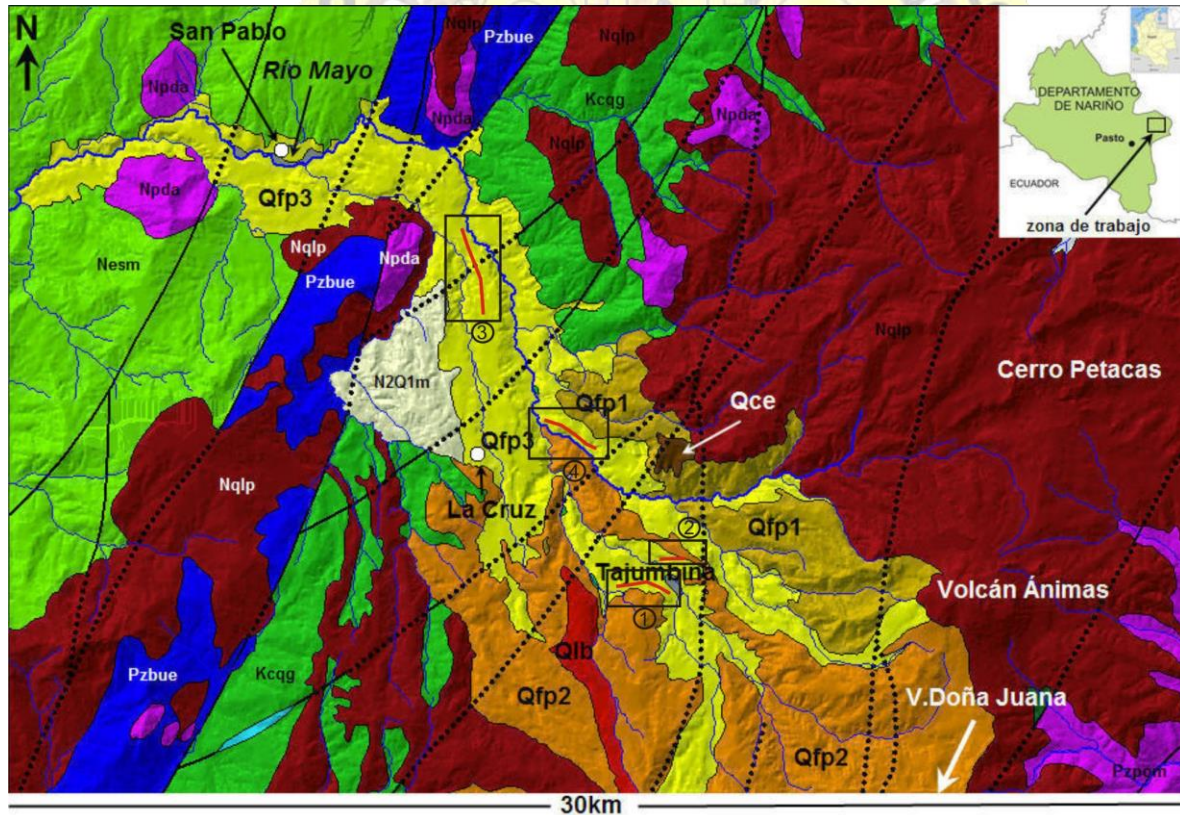 N
San Pablo
Río Mayo
Nqlp
Pzbue
Nqlp
Npda
Kcqg
Npda
Npda
Nqlp
DEPARTAMENTO
DE NARIÑO
Pasto
ECUADOR
zona de trabajo
Npda
Qfp3
Nqlp
Npda
Nesm
Pzbue
③
Nqlp
N2Q1m
Cerro Petacas
Qfp1
Qce
Qfp3
④
Nqlp
La Cruz
②
Qfp1
Tajumbina
①
Volcán Ánimas
Qlb
Pzbue
Kcqg
Qfp2
V.Doña Juana
Qfp2
Pzpgm
30km